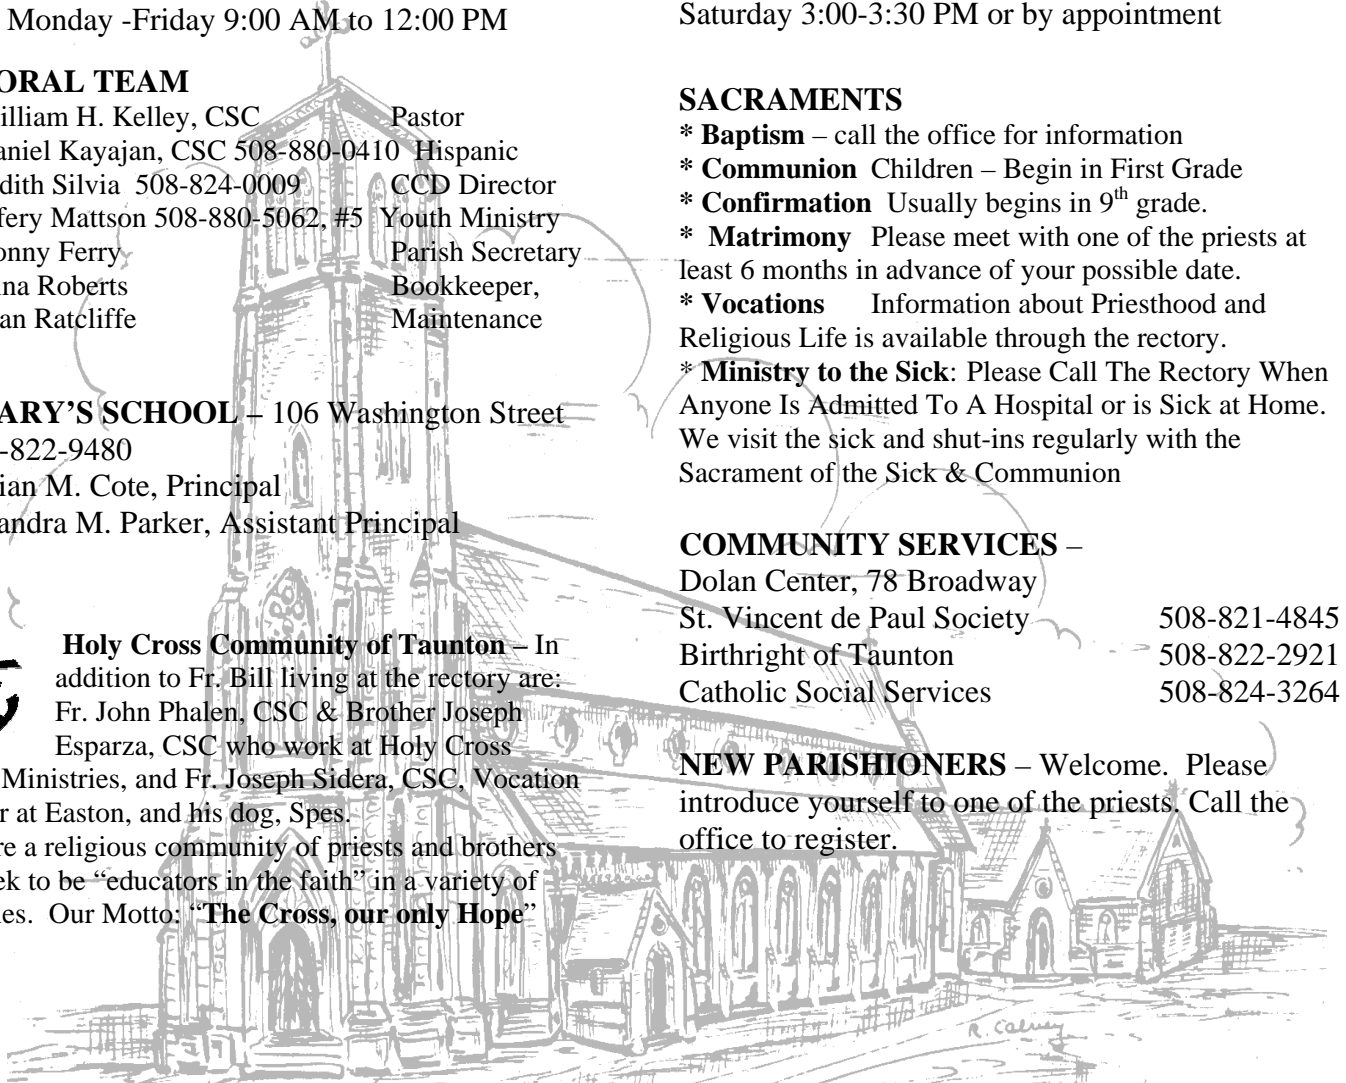 Monday -Friday 9:00 AM to 12:00 PM
ORAL TEAM
illiam H. Kelley, CSC Pastor
aniel Kayajan, CSC 508-880-0410 Hispanic
dith Silvia 508-824-0009 CCD Director
fery Mattson 508-880-5062, #5 Youth Ministry
onny Ferry Parish Secretary
ina Roberts Bookkeeper,
an Ratcliffe Maintenance
ARY’S SCHOOL – 106 Washington Street
-822-9480
ian M. Cote, Principal
andra M. Parker, Assistant Principal
Holy Cross Community of Taunton – In
addition to Fr. Bill living at the rectory are:
Fr. John Phalen, CSC & Brother Joseph
Esparza, CSC who work at Holy Cross
Ministries, and Fr. Joseph Sidera, CSC, Vocation
r at Easton, and his dog, Spes.
re a religious community of priests and brothers
ek to be “educators in the faith” in a variety of
es. Our Motto: “The Cross, our only Hope”
Saturday 3:00-3:30 PM or by appointment
SACRAMENTS
* Baptism – call the office for information
* Communion Children – Begin in First Grade
* Confirmation Usually begins in 9th grade.
* Matrimony Please meet with one of the priests at
least 6 months in advance of your possible date.
* Vocations Information about Priesthood and
Religious Life is available through the rectory.
* Ministry to the Sick: Please Call The Rectory When
Anyone Is Admitted To A Hospital or is Sick at Home.
We visit the sick and shut-ins regularly with the
Sacrament of the Sick & Communion
COMMUNITY SERVICES –
Dolan Center, 78 Broadway
St. Vincent de Paul Society 508-821-4845
Birthright of Taunton 508-822-2921
Catholic Social Services 508-824-3264
NEW PARISHIONERS – Welcome. Please
introduce yourself to one of the priests. Call the
office to register.